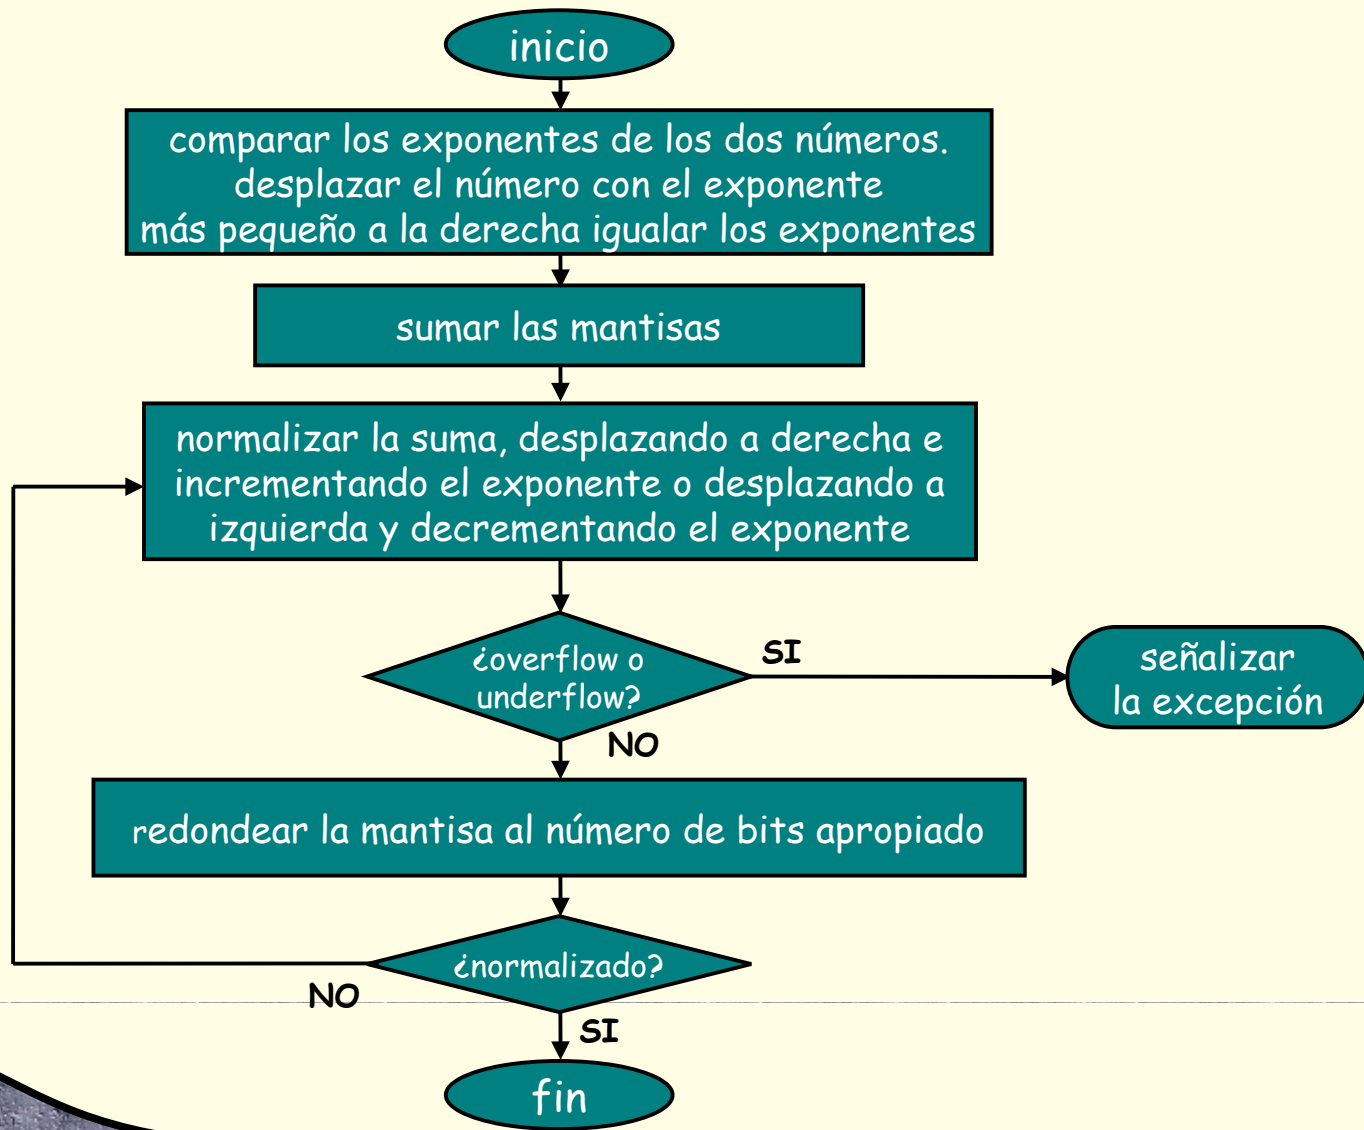 inicio
comparar los exponentes de los dos números.
desplazar el número con el exponente
más pequeño a la derecha igualar los exponentes
sumar las mantisas
normalizar la suma, desplazando a derecha e
incrementando el exponente o desplazando a
izquierda y decrementando el exponente
¿overflow o
underflow?
SI
señalizar
la excepción
NO
redondear la mantisa al número de bits apropiado
¿normalizado?
NO
SI
fin